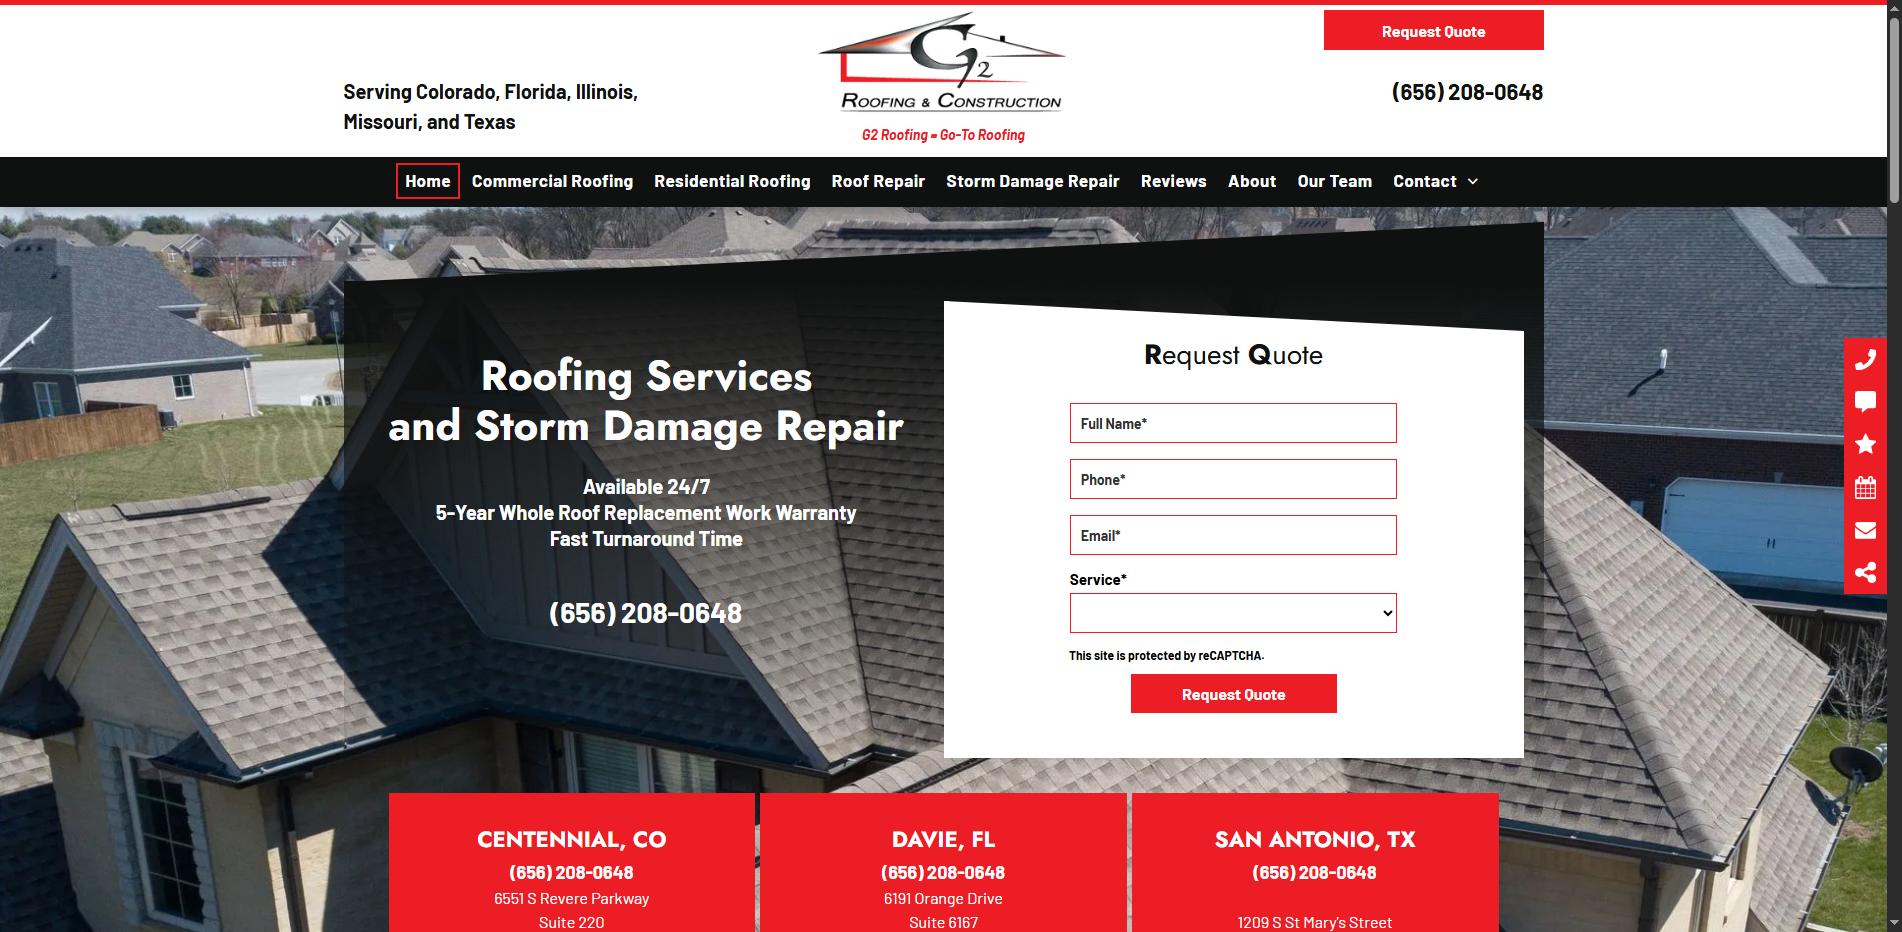 Request Quote
Serving Colorado, Florida, Illinois,
Missouri, and Texas
G2
ROOFING & CONSTRUCTION
G2 Roofing = Go-To Roofing
(656) 208-0648
Home
Commercial Roofing
Residential Roofing
Roof Repair
Storm Damage Repair
Reviews
About
Our Team
Contact
Roofing Services
and Storm Damage Repair
Available 24/7
5-Year Whole Roof Replacement Work Warranty
Fast Turnaround Time
(656) 208-0648
Request Quote
Full Name*
Phone*
Email*
Service*
This site is protected by reCAPTCHA.
Request Quote
CENTENNIAL, CO
(656) 208-0648
6551 S Revere Parkway
Suite 220
DAVIE, FL
(656) 208-0648
6191 Orange Drive
Suite 6167
SAN ANTONIO, TX
(656) 208-0648
1209 S St Mary's Street